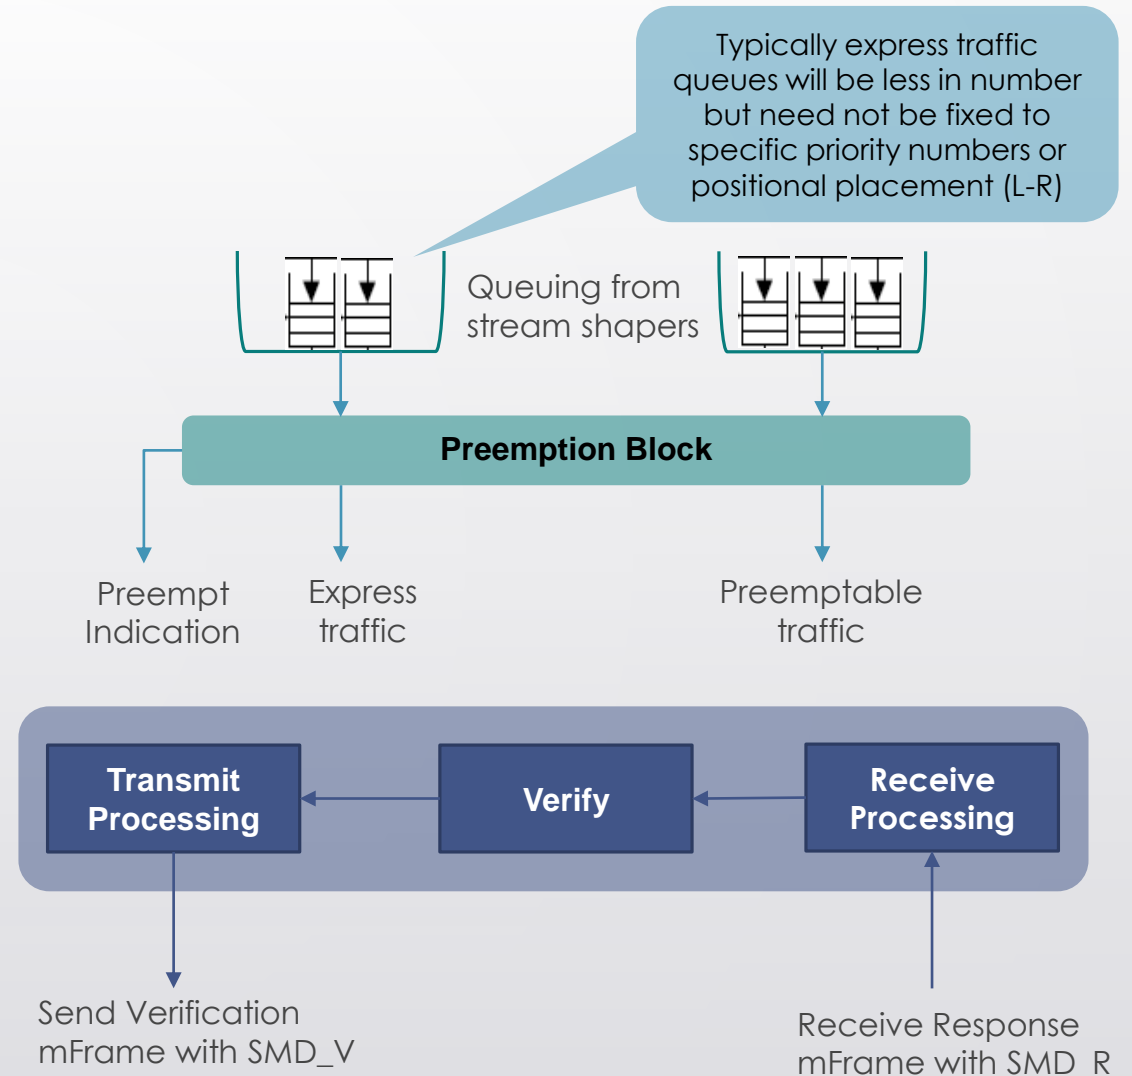 Typically express traffic
queues will be less in number
but need not be fixed to
specific priority numbers or
positional placement (L-R)
Queuing from
stream shapers
Preemption Block
Preempt
Indication
Express
traffic
Preemptable
traffic
Transmit
Processing
Verify
Receive
Processing
Send Verification
mFrame with SMD_V
Receive Response
mFrame with SMD_R